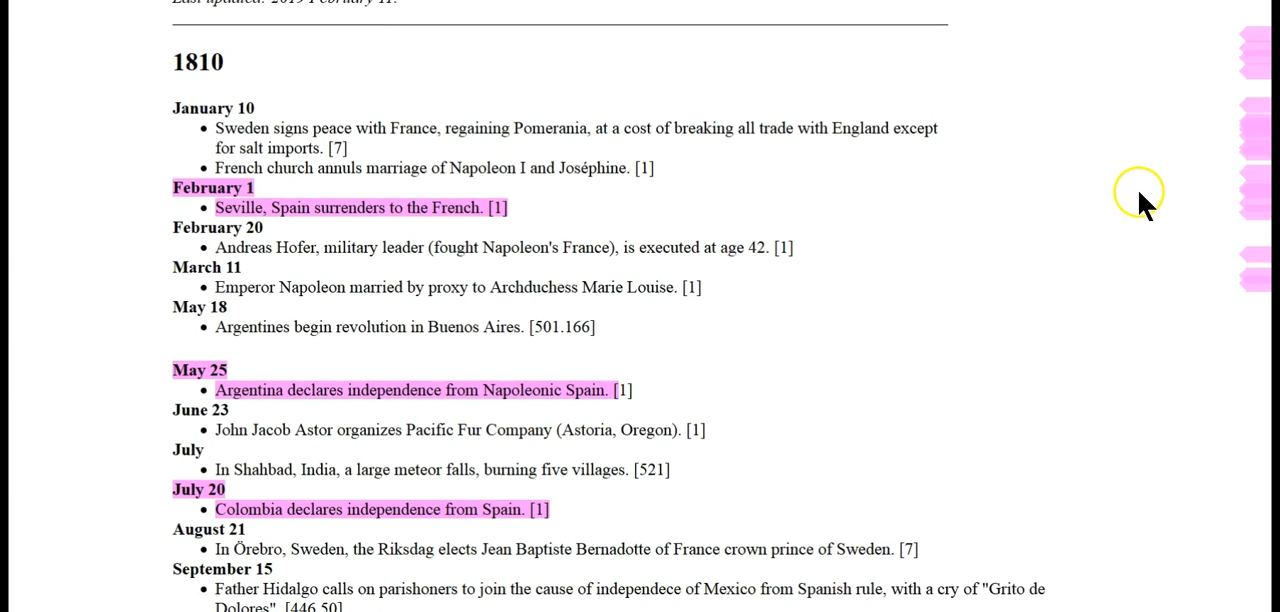 Last updated: 2019 February 11.
1810
January 10
• Sweden signs peace with France, regaining Pomerania, at a cost of breaking all trade with England except
for salt imports. [7]
• French church annuls marriage of Napoleon I and Joséphine. [1]
February 1
• Seville, Spain surrenders to the French. [1]
February 20
• Andreas Hofer, military leader (fought Napoleon's France), is executed at age 42. [1]
March 11
• Emperor Napoleon married by proxy to Archduchess Marie Louise. [1]
May 18
• Argentines begin revolution in Buenos Aires. [501.166]
May 25
• Argentina declares independence from Napoleonic Spain. [1]
June 23
• John Jacob Astor organizes Pacific Fur Company (Astoria, Oregon). [1]
July
• In Shahbad, India, a large meteor falls, burning five villages. [521]
July 20
• Colombia declares independence from Spain. [1]
August 21
• In Örebro, Sweden, the Riksdag elects Jean Baptiste Bernadotte of France crown prince of Sweden. [7]
September 15
• Father Hidalgo calls on parishoners to join the cause of independece of Mexico from Spanish rule, with a cry of "Grito de
Dolores". [446.50]